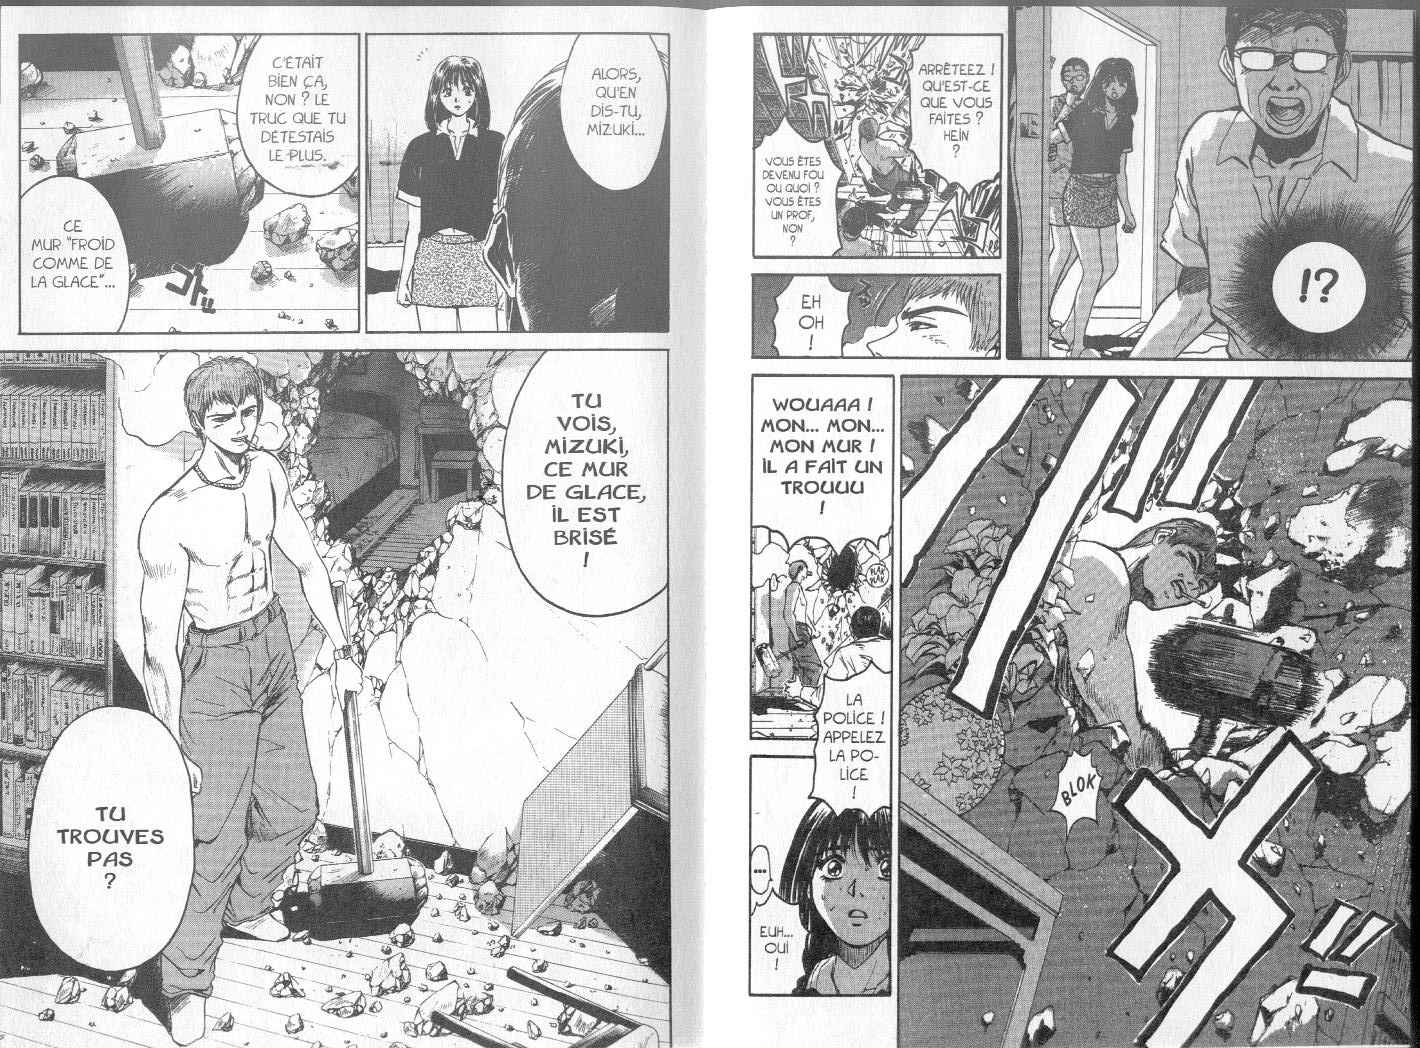 !?
ARRÊTEEZ !
QU'EST-CE
QUE VOUS
FAITES ?
HEIN
?
VOUS ÊTES
DEVENU FOU
OU QUOI ?
VOUS ÊTES
UN PROF,
NON
?
EH
OH
!
BLOK
WOUAAA !
MON... MON...
MON MUR !
IL A FAIT UN
TROUUU
!
LA
POLICE !
APPELEZ
LA PO-
LICE
!
...
EUH...
OUI
!
ALORS,
QU'EN
DIS-TU,
MIZUKI...
C'ÉTAIT
BIEN ÇA,
NON ? LE
TRUC QUE TU
DÉTESTAIS
LE PLUS.
CE
MUR "FROID
COMME DE
LA GLACE"...
ゴトッ
TU
VOIS,
MIZUKI,
CE MUR
DE GLACE,
IL EST
BRISÉ
!
TU
TROUVES
PAS
?